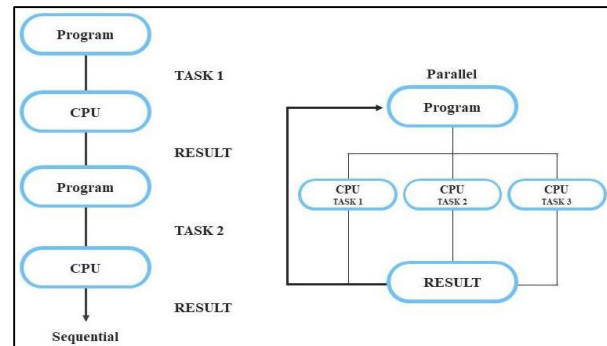 Program
TASK 1
CPU
RESULT
Program
TASK 2
CPU
RESULT
Sequential
Parallel
Program
CPU
TASK 1
CPU
TASK 2
CPU
TASK 3
RESULT